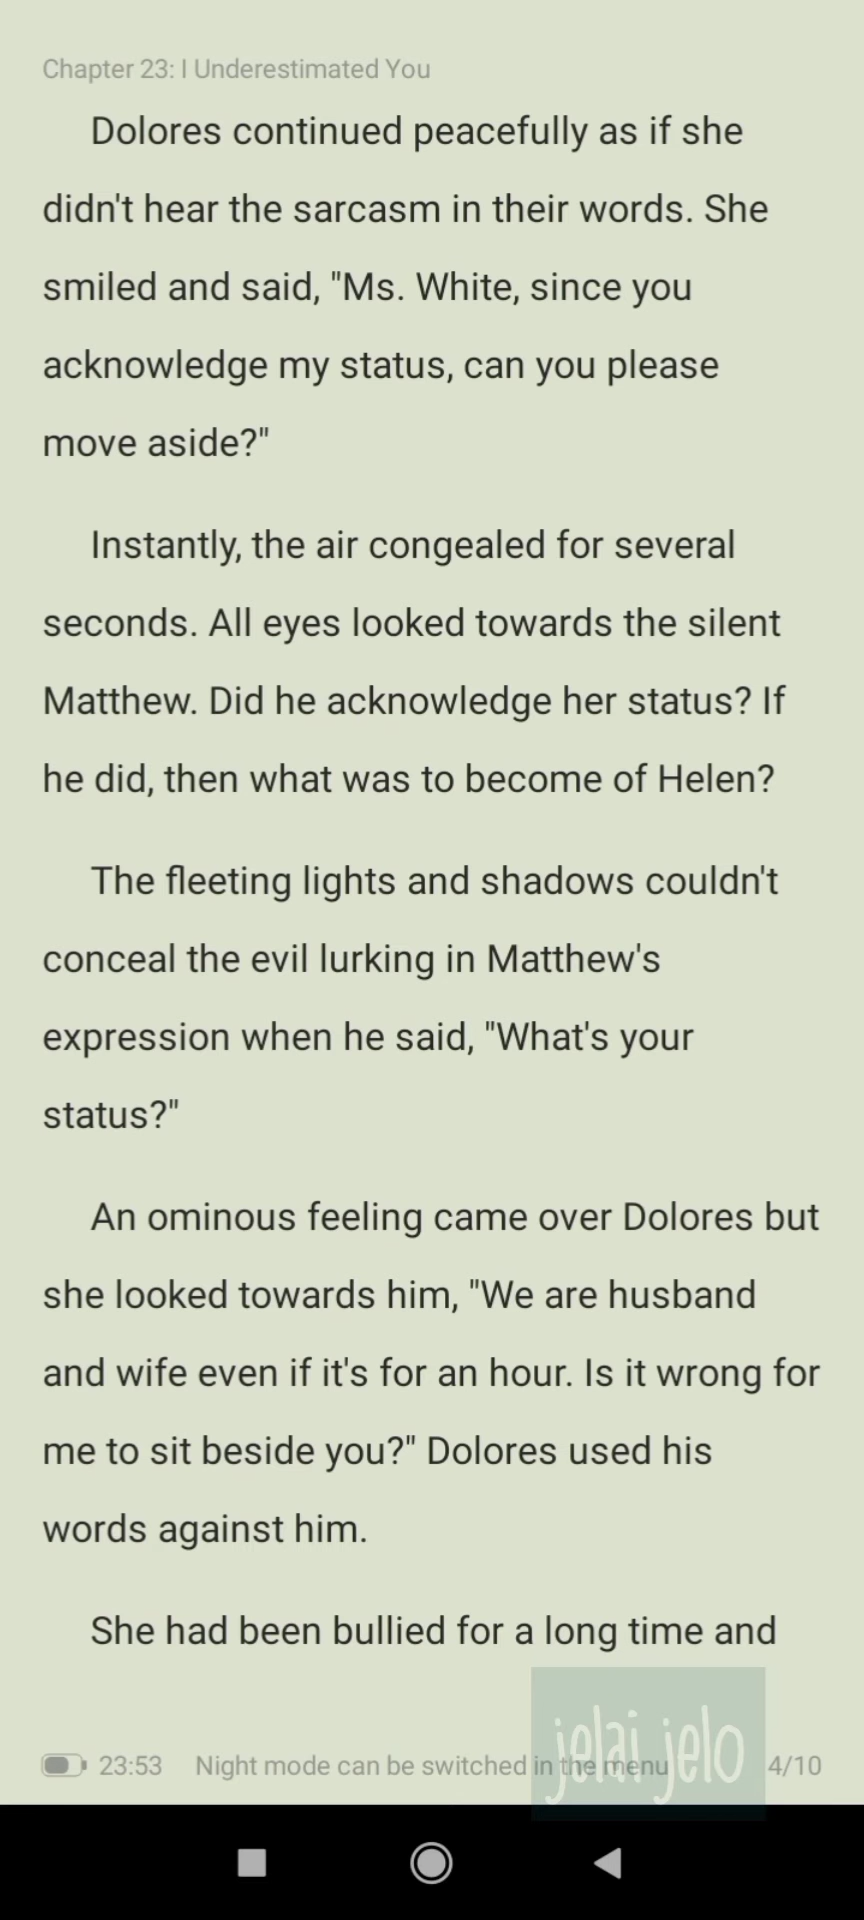 Chapter 23: I Underestimated You
Dolores continued peacefully as if she
didn't hear the sarcasm in their words. She
smiled and said, "Ms. White, since you
acknowledge my status, can you please
move aside?"
Instantly, the air congealed for several
seconds. All eyes looked towards the silent
Matthew. Did he acknowledge her status? If
he did, then what was to become of Helen?
The fleeting lights and shadows couldn't
conceal the evil lurking in Matthew's
expression when he said, "What's your
status?"
An ominous feeling came over Dolores but
she looked towards him, "We are husband
and wife even if it's for an hour. Is it wrong for
me to sit beside you?" Dolores used his
words against him.
She had been bullied for a long time and
jelai jelo
23:53 Night mode can be switched in the menu 4/10